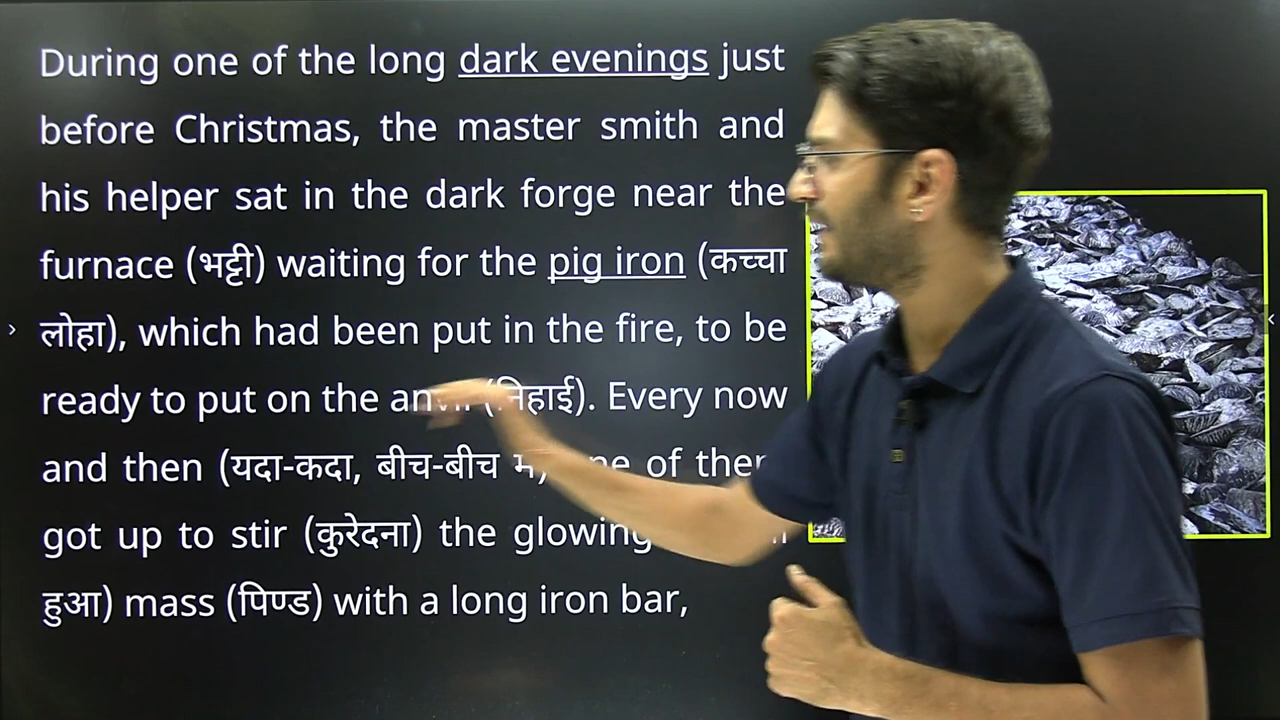 During one of the long dark evenings just
before Christmas, the master smith and
his helper sat in the dark forge near the
furnace (भट्टी) waiting for the pig iron (कच्चा
लोहा), which had been put in the fire, to be
ready to put on the (निहाई). Every now
and then (यदा-कदा, बीच-बीच of
got up to stir (कुरेदना) the glowing
हुआ) mass (पिण्ड) with a long iron bar,